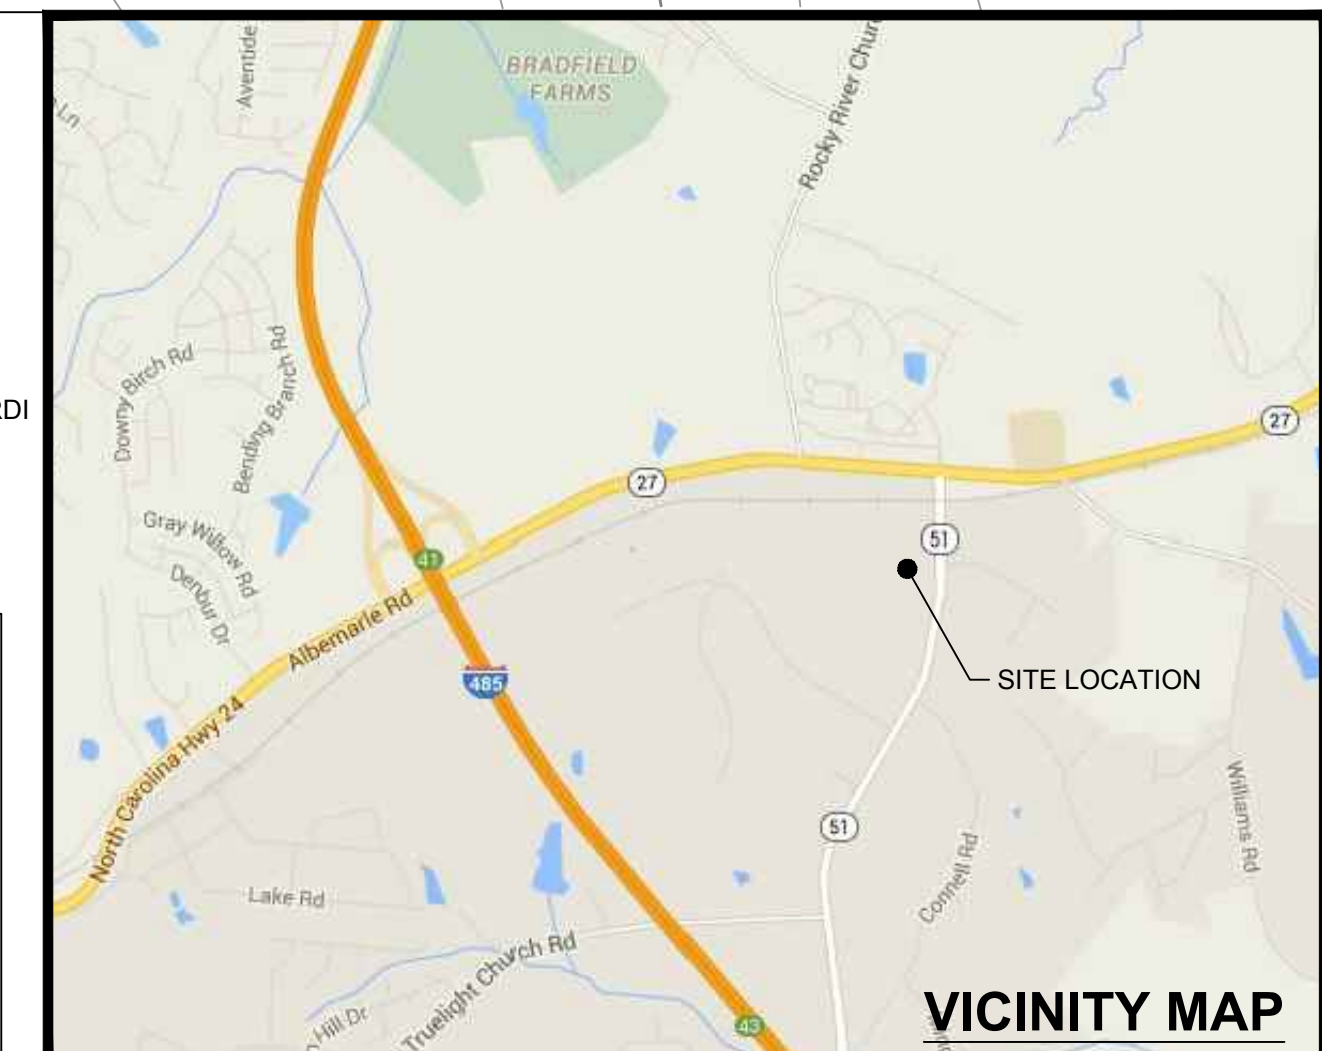 BRADFIELD
FARMS
Aventide
Rocky River Chur
Ln
Downy Birch Rd
Bending Branch Rd
RDI
27
27
Gray Willow Rd
51
41
Denbur Dr
Albemarle Rd
485
SITE LOCATION
North Carolina Hwy 24
Williams Rd
51
Connell Rd
Lake Rd
Truelight Church Rd
Hill Dr
43
VICINITY MAP